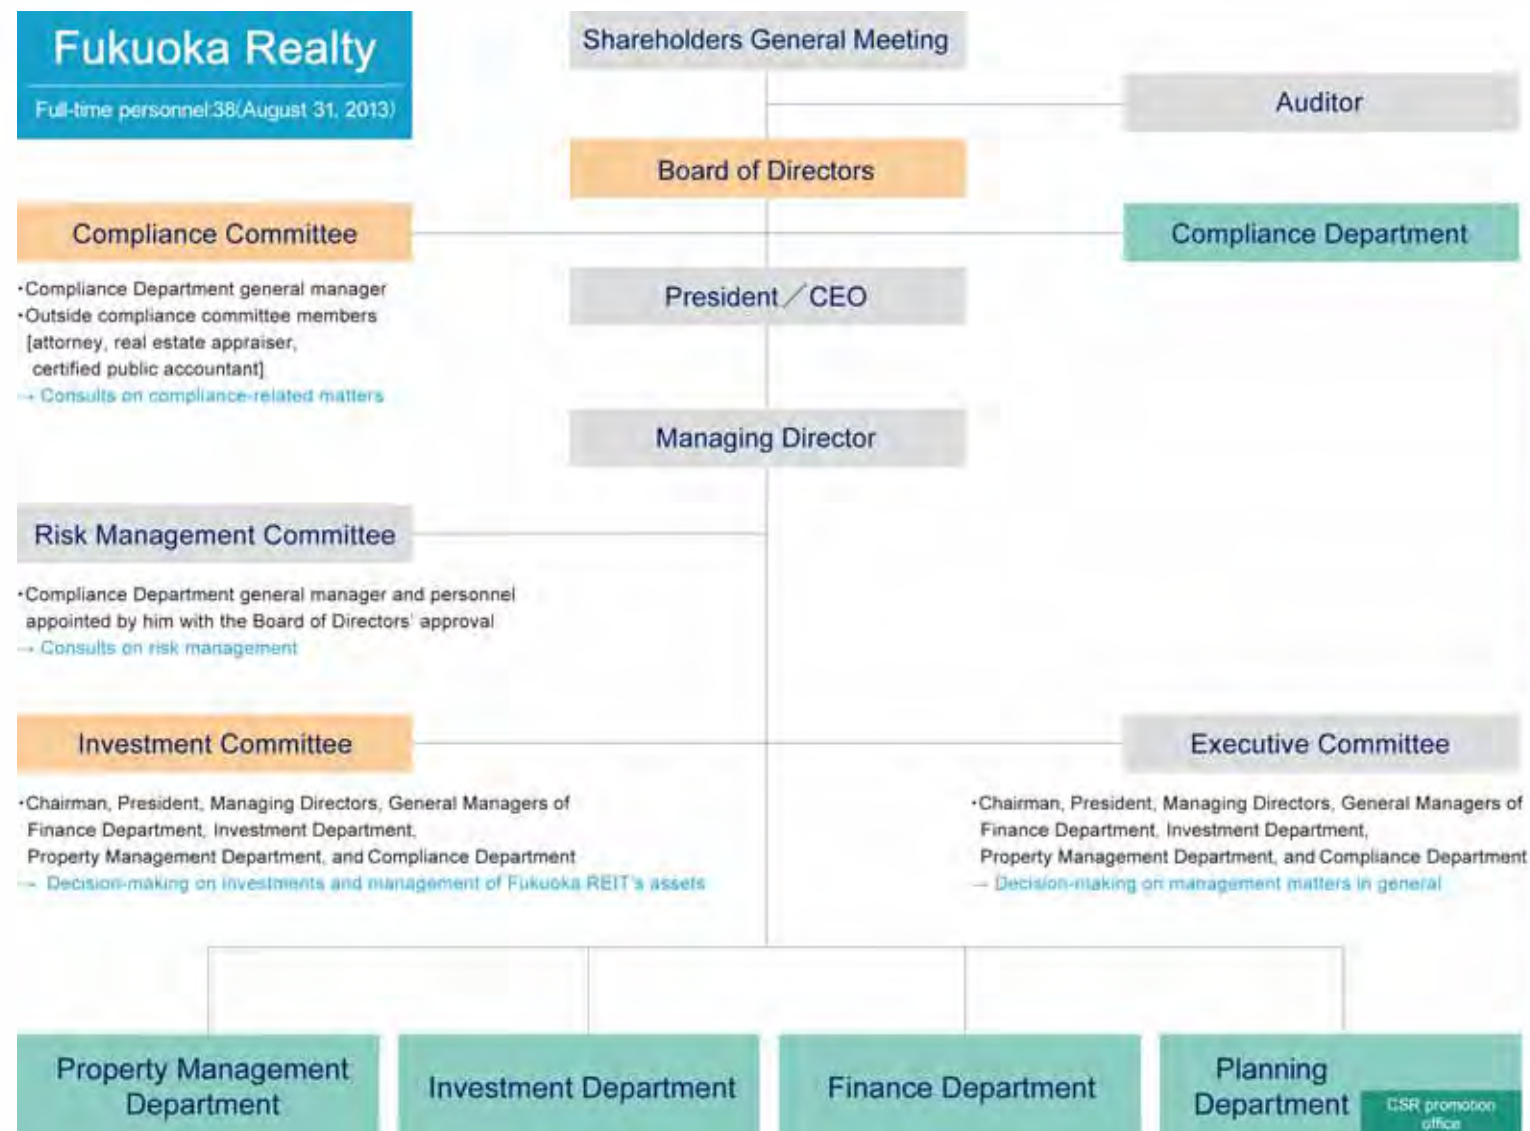 Fukuoka Realty
Full-time personnel:38(August 31, 2013)
Shareholders General Meeting
Auditor
Board of Directors
Compliance Committee
Compliance Department
・Compliance Department general manager
・Outside compliance committee members
[attorney, real estate appraiser,
certified public accountant]
→ Consults on compliance-related matters
President／CEO
Managing Director
Risk Management Committee
・Compliance Department general manager and personnel
appointed by him with the Board of Directors' approval
→ Consults on risk management
Investment Committee
Executive Committee
・Chairman, President, Managing Directors, General Managers of
Finance Department, Investment Department,
Property Management Department, and Compliance Department
→ Decision-making on investments and management of Fukuoka REIT's assets
・Chairman, President, Managing Directors, General Managers of
Finance Department, Investment Department,
Property Management Department, and Compliance Department
→ Decision-making on management matters in general
Property Management
Department
Investment Department
Finance Department
Planning
Department
CSR promotion
office